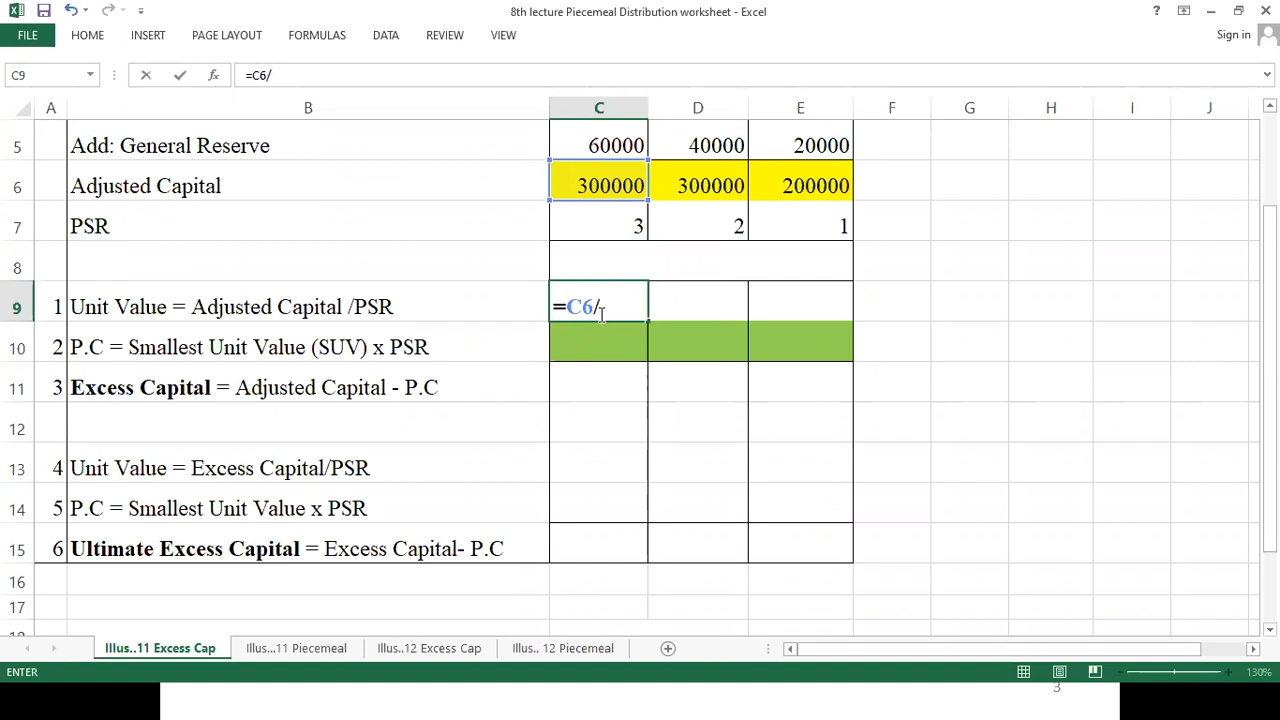 8th lecture Piecemeal Distribution worksheet - Excel
?
FILE HOME INSERT PAGE LAYOUT FORMULAS DATA REVIEW VIEW Sign in
C9 fx =C6/
A B C D E F G H I J
5 Add: General Reserve 60000 40000 20000
6 Adjusted Capital 300000 300000 200000
7 PSR 3 2 1
8
9 1 Unit Value = Adjusted Capital /PSR =C6/
10 2 P.C = Smallest Unit Value (SUV) x PSR
11 3 Excess Capital = Adjusted Capital - P.C
12
13 4 Unit Value = Excess Capital/PSR
14 5 P.C = Smallest Unit Value x PSR
15 6 Ultimate Excess Capital = Excess Capital- P.C
16
17
Illus..11 Excess Cap Illus...11 Piecemeal Illus..12 Excess Cap Illus.. 12 Piecemeal
ENTER 130%
3